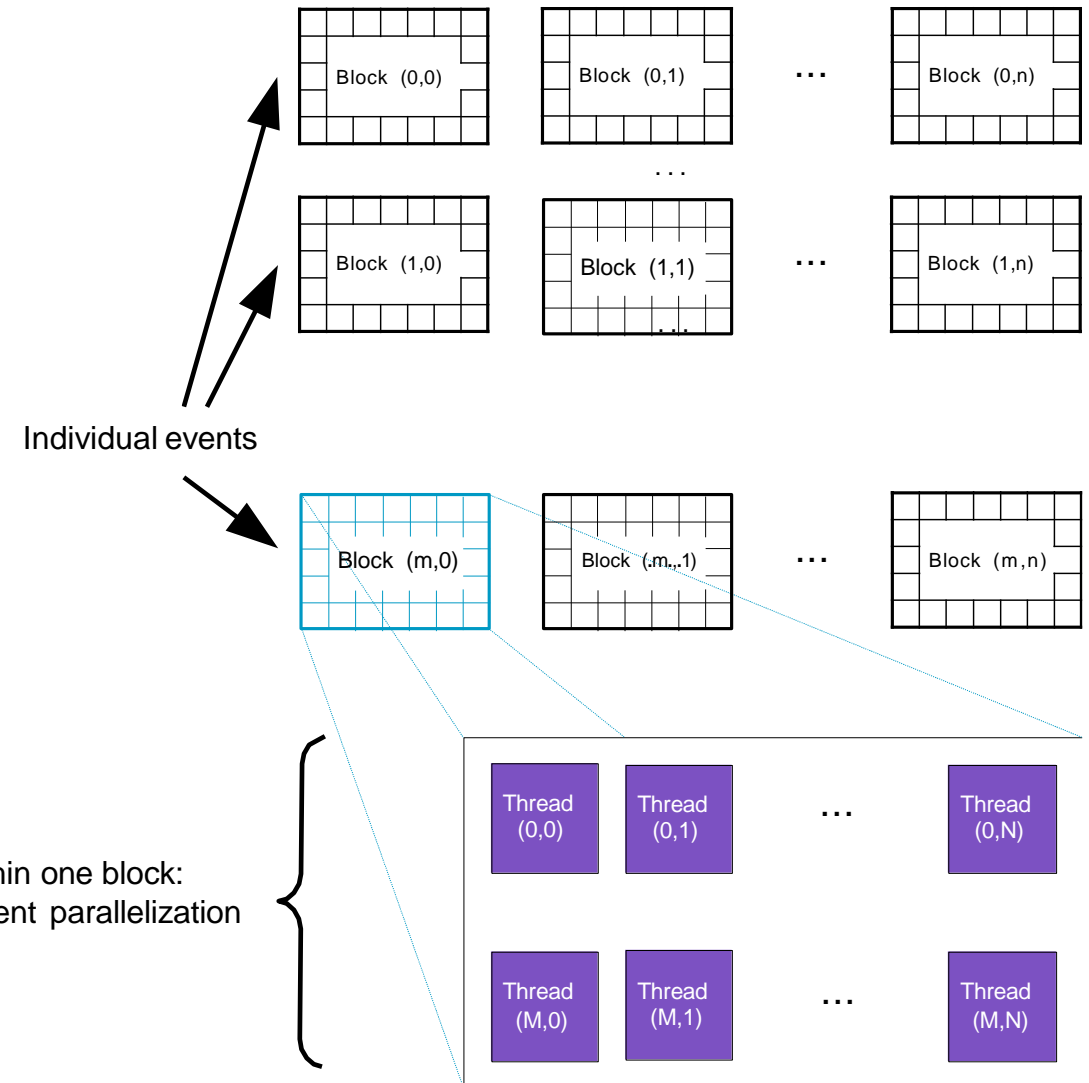 Block (0,0) Block (0,1) ... Block (0,n)
...
Block (1,0) Block (1,1) ... Block (1,n)
...
Individual events
Block (m,0) Block (m,1) ... Block (m,n)
...
Thread Thread ... Thread
(0,0) (0,1) (0,N)
one block:
parallelization
Thread Thread ... Thread
(M,0) (M,1) (M,N)